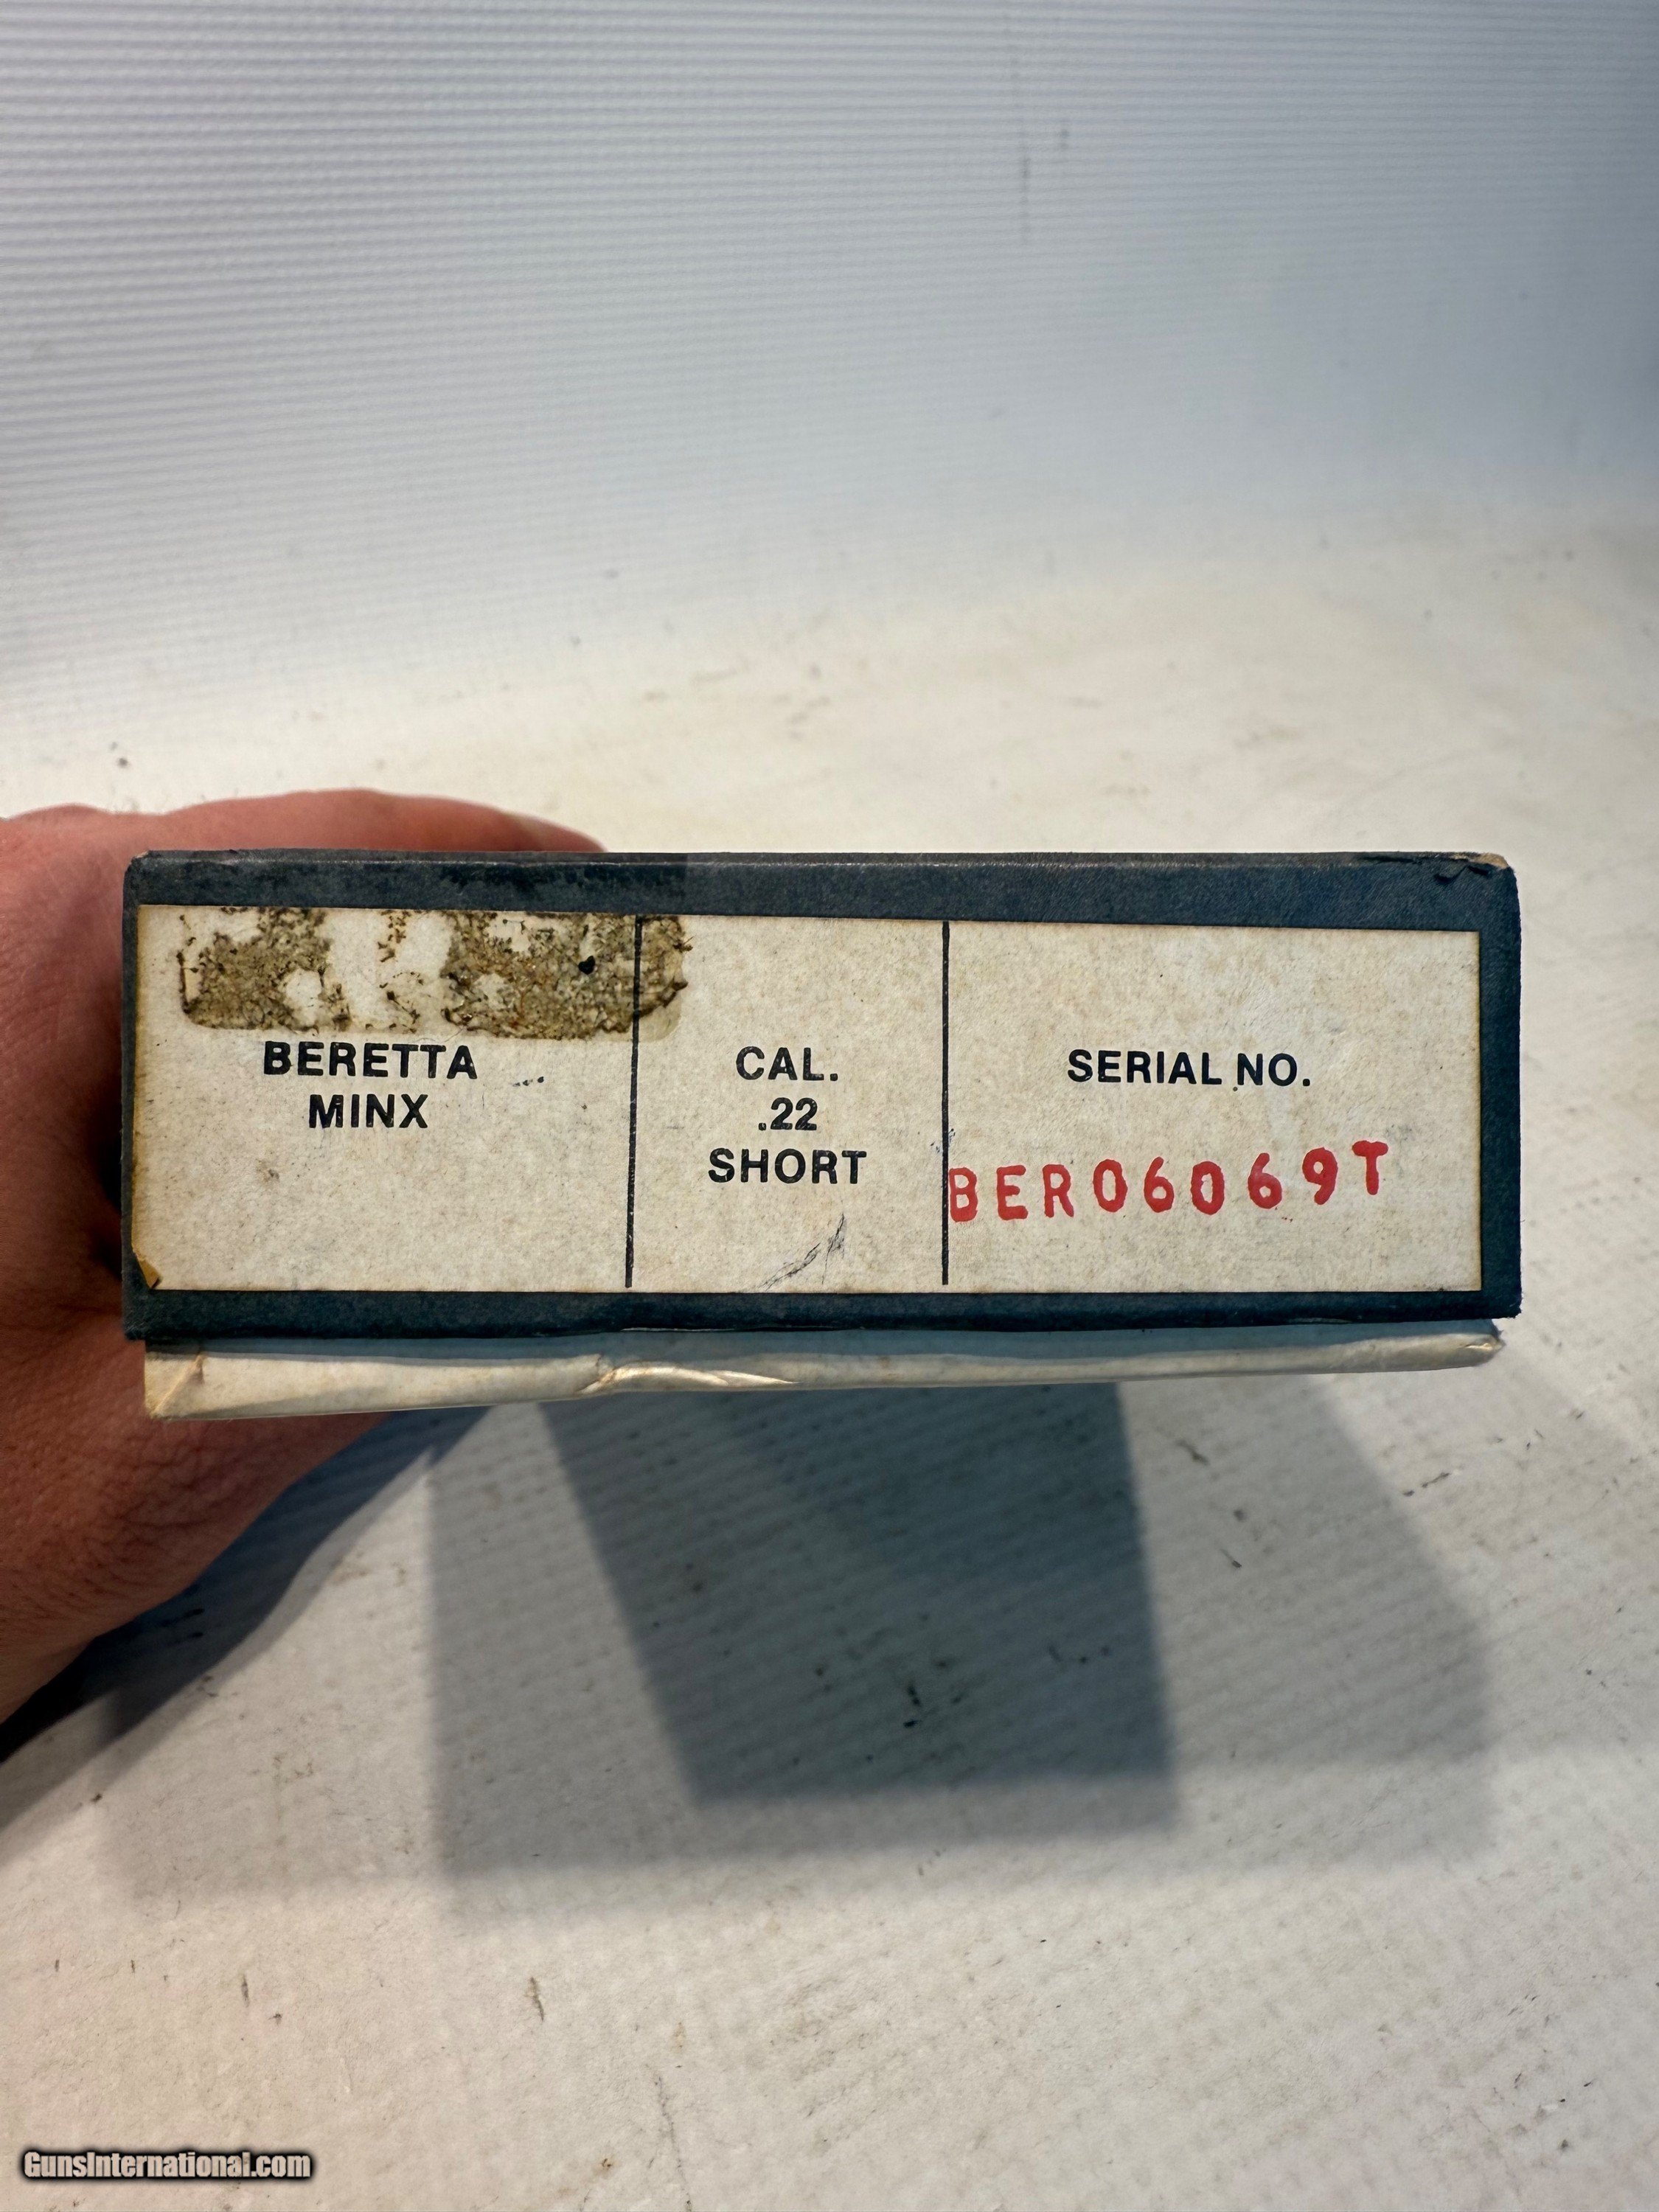 BERETTA
MINX
CAL.
.22
SHORT
SERIAL NO.
BER06069T
GunsInternational.com